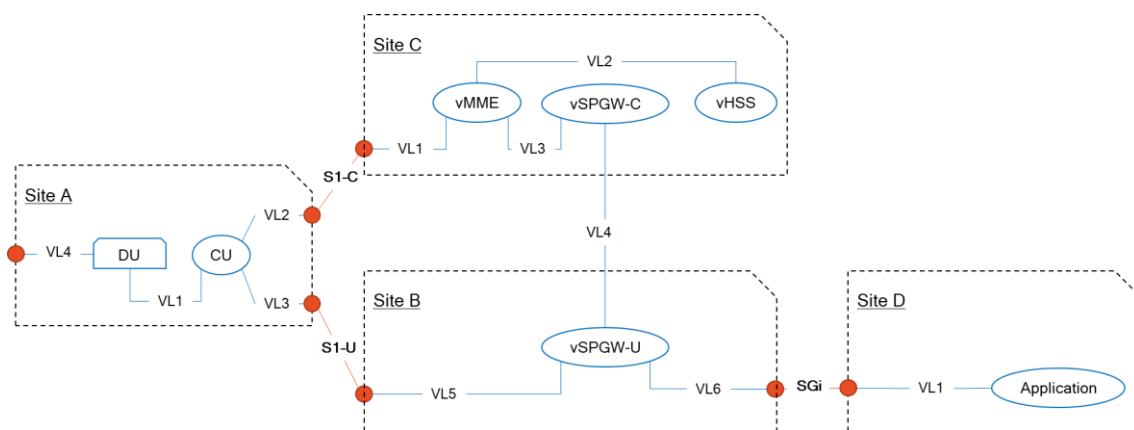 Site C
VL2
vMME
vSPGW-C
vHSS
VL1
VL3
S1-C
Site A
VL2
VL4
DU
CU
VL1
VL3
VL4
S1-U
Site B
Site D
vSPGW-U
VL5
VL6
SGi
VL1
Application